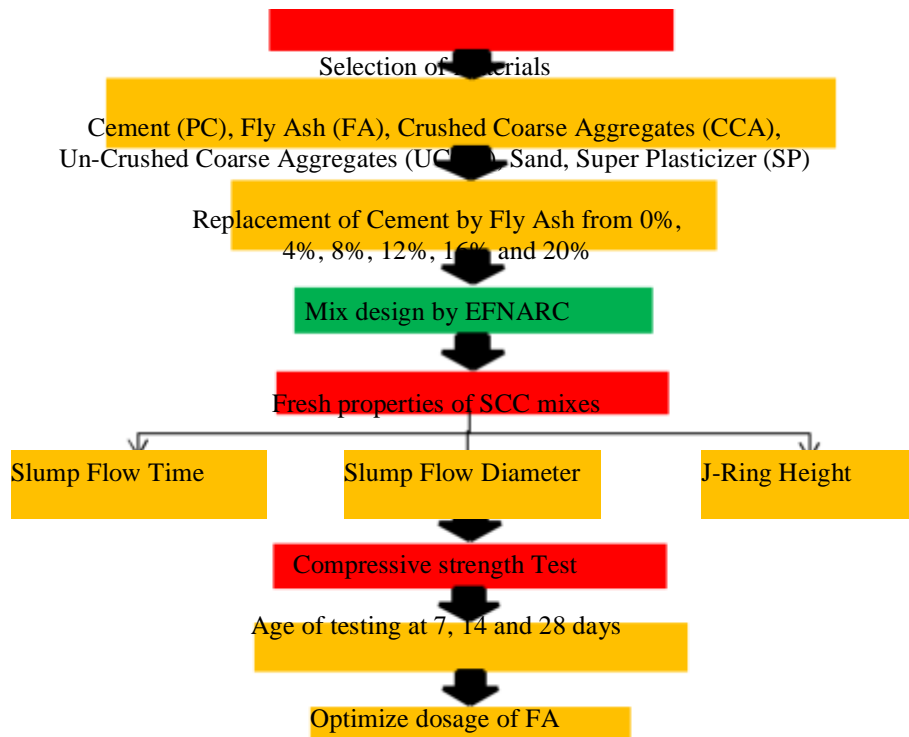 Selection of Materials
Cement (PC), Fly Ash (FA), Crushed Coarse Aggregates (CCA),
Un-Crushed Coarse Aggregates Sand, Super Plasticizer (SP)
Replacement of Cement by Fly Ash from 0%,
4%, 8%, 12%, 16% and 20%
Mix design by EFNARC
Fresh properties of SCC mixes
Slump Flow Time
Slump Flow Diameter
J-Ring Height
Compressive strength Test
Age of testing at 7, 14 and 28 days
Optimize dosage of FA